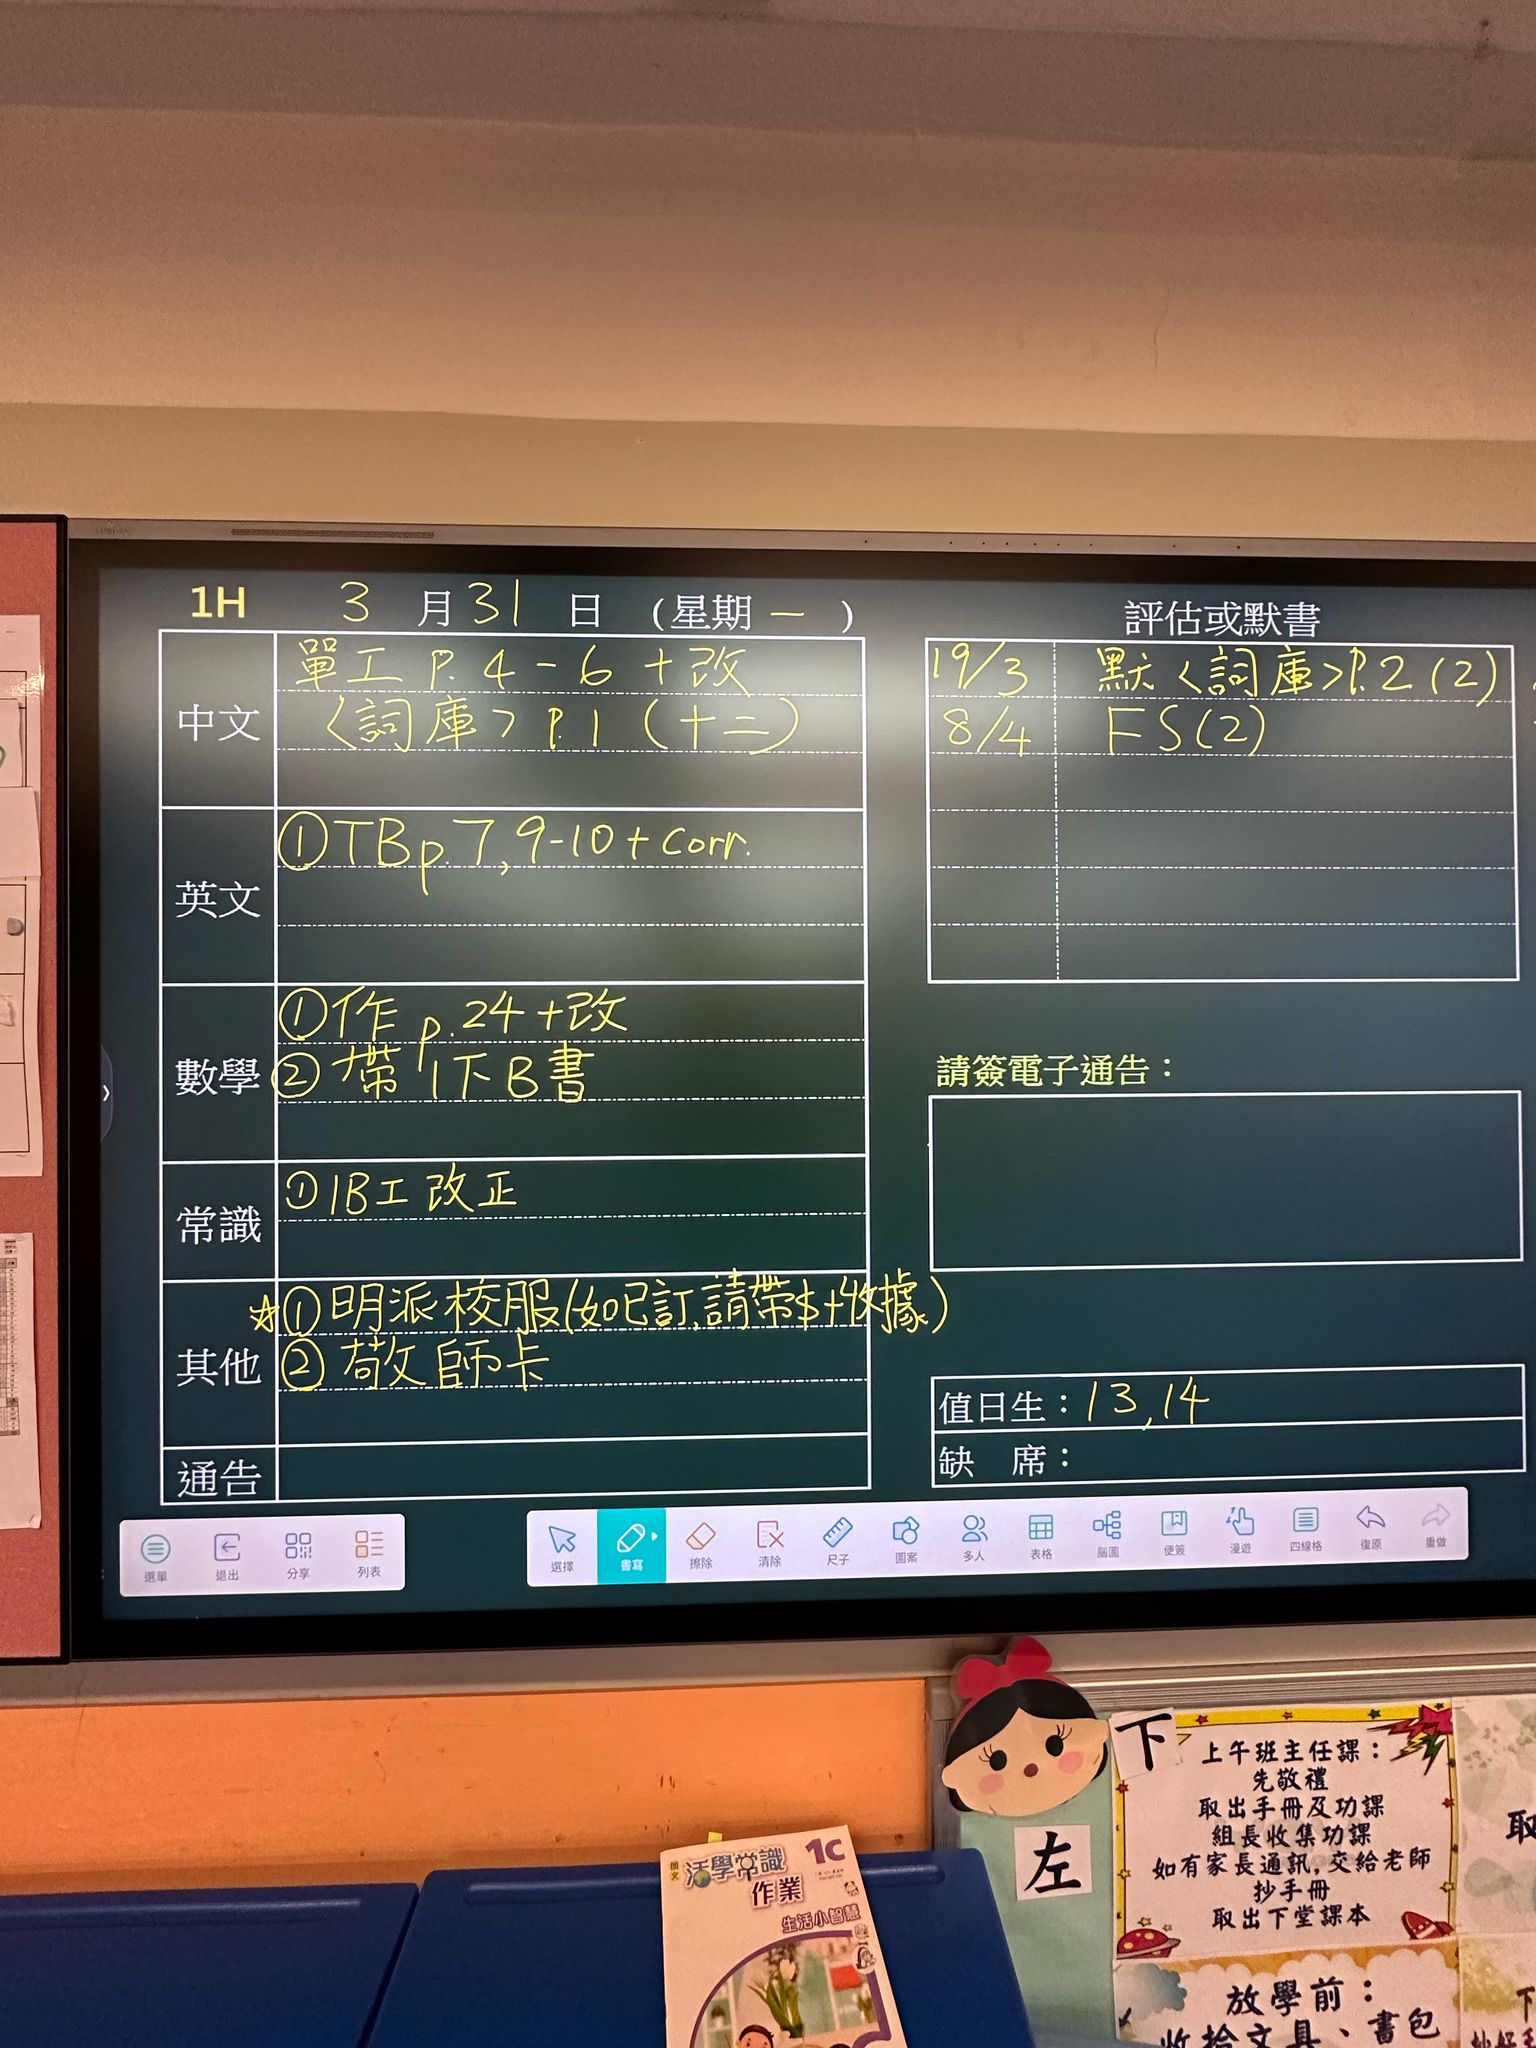 1H 3月31日 (星期一)
中文
單工 P. 4-6 +改
〈詞庫〉P.1 (十二)
英文
①TB p.7, 9-10 + corr.
數學
①作 p.24 +改
②帶1下B書
常識
①1B工改正
其他
☆①明派校服(如已訂,請帶$+收據)
②敬師卡
通告
評估或默書
19/3 默〈詞庫〉P.2 (2)
8/4 FS(2)
請簽電子通告：
值日生：13,14
缺 席：
選單 退出 分享 列表
選擇 書寫 擦除 清除 尺子 圖案 多人 表格 腦圖 便簽 漫遊 四線格 復原 重做
下
左
上午班主任課：
先敬禮
取出手冊及功課
組長收集功課
如有家長通訊,交給老師
抄手冊
取出下堂課本
取
放學前：
收拾文具、書包
朗文
活學常識
作業
1C
生活小智慧